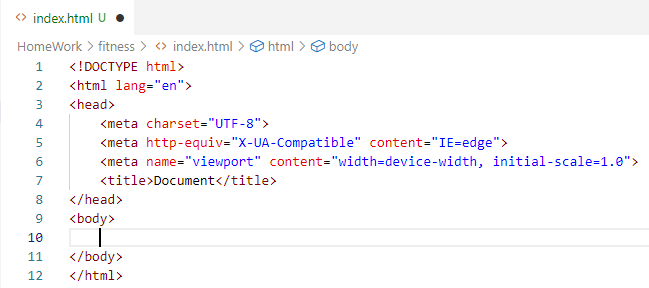 index.html U
HomeWork > fitness > index.html > html > body
1 <!DOCTYPE html>
2 <html lang="en">
3 <head>
4     <meta charset="UTF-8">
5     <meta http-equiv="X-UA-Compatible" content="IE=edge">
6     <meta name="viewport" content="width=device-width, initial-scale=1.0">
7     <title>Document</title>
8 </head>
9 <body>
10
11 </body>
12 </html>